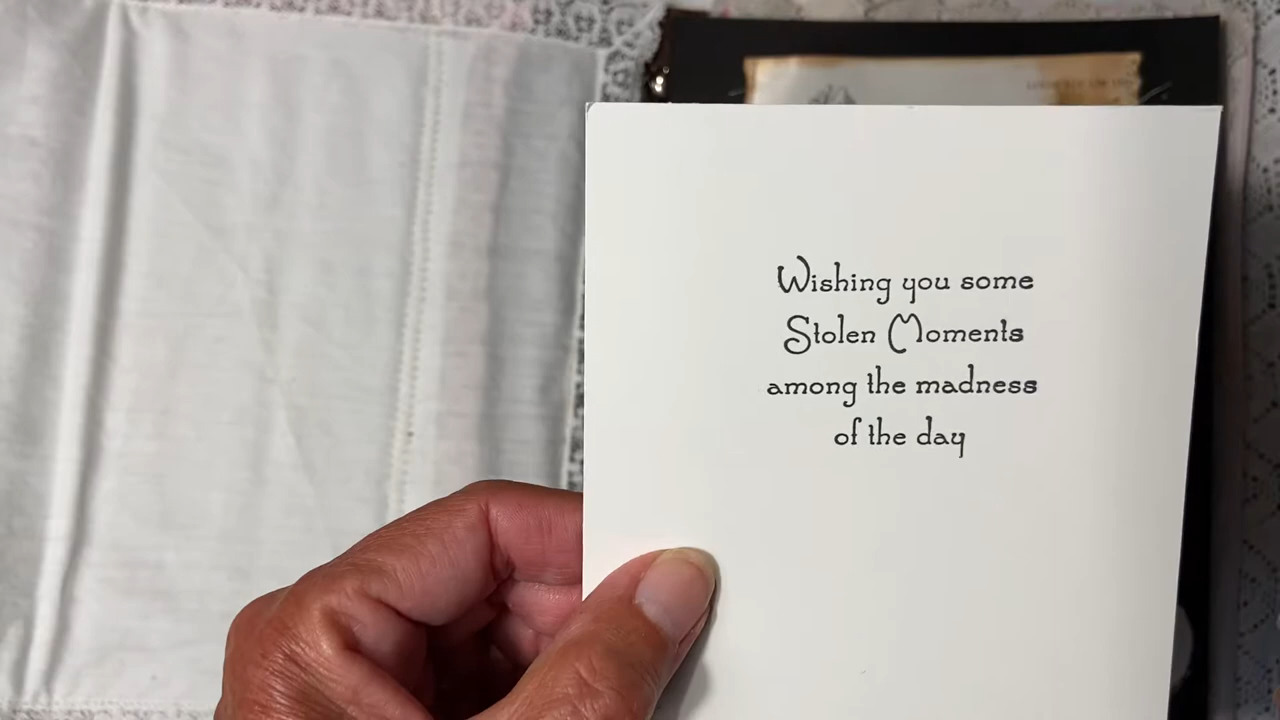 Wishing you some
Stolen Moments
among the madness
of the day